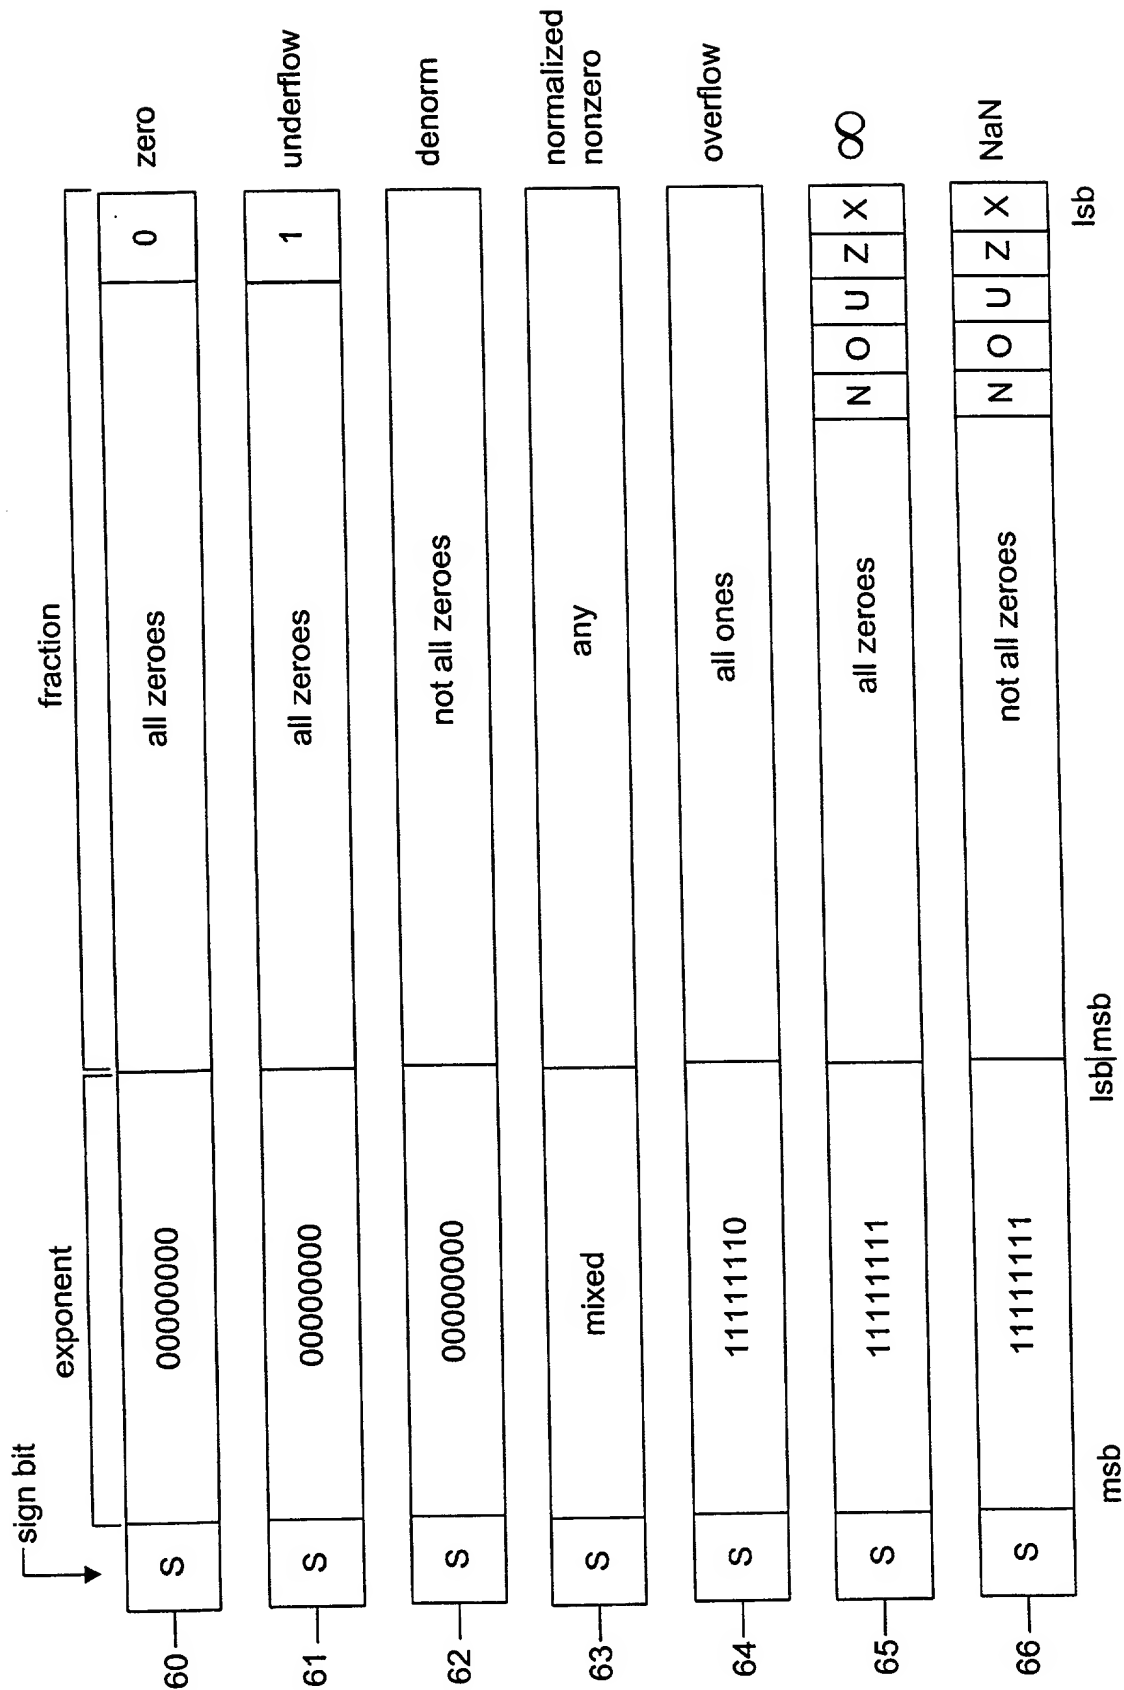 sign bit
exponent
fraction
60 S 00000000 all zeroes 0 zero
61 S 00000000 all zeroes 1 underflow
62 S 00000000 not all zeroes denorm
63 S mixed any normalized
nonzero
64 S 11111110 all ones overflow
65 S 11111111 all zeroes N O U Z X ∞
66 S 11111111 not all zeroes N O U Z X NaN
msb lsb|msb lsb